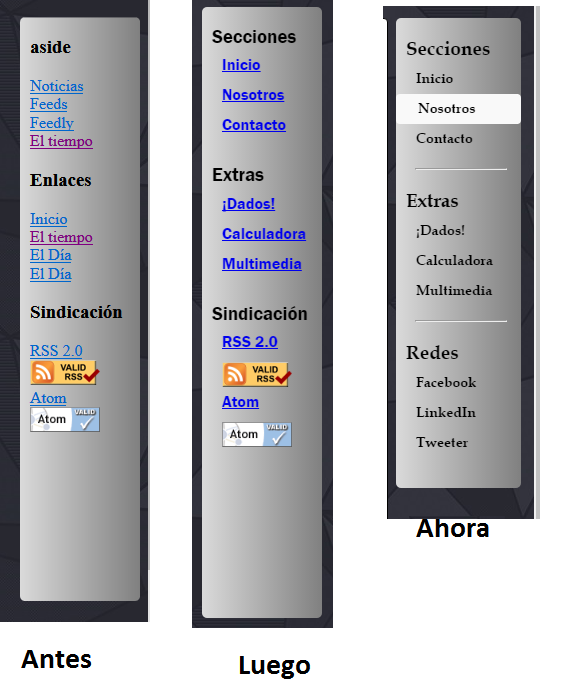 aside
Noticias
Feeds
Feedly
El tiempo
Enlaces
Inicio
El tiempo
El Día
El Día
Sindicación
RSS 2.0
VALID
RSS
Atom
Atom VALID
Antes
Secciones
Inicio
Nosotros
Contacto
Extras
¡Dados!
Calculadora
Multimedia
Sindicación
RSS 2.0
VALID
RSS
Atom
Atom VALID
Luego
Secciones
Inicio
Nosotros
Contacto
Extras
¡Dados!
Calculadora
Multimedia
Redes
Facebook
LinkedIn
Tweeter
Ahora